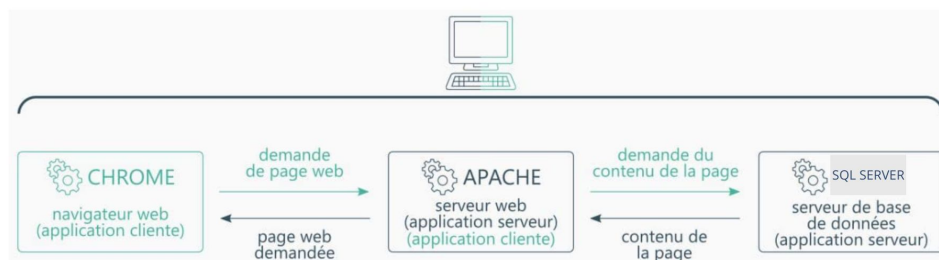 CHROME
navigateur web
(application cliente)
demande
de page web
page web
demandée
APACHE
serveur web
(application serveur)
(application cliente)
demande du
contenu de la page
contenu de
la page
SQL SERVER
serveur de base
de données
(application serveur)